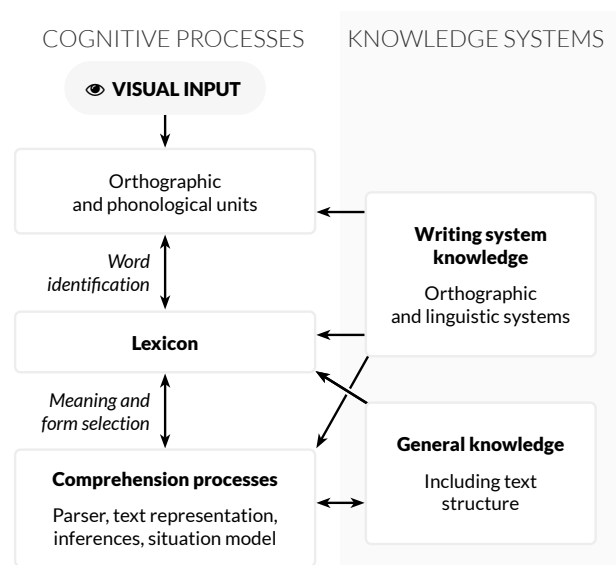 COGNITIVE PROCESSES
KNOWLEDGE SYSTEMS
VISUAL INPUT
Orthographic
and phonological units
Word
identification
Lexicon
Meaning and
form selection
Comprehension processes
Parser, text representation,
inferences, situation model
Writing system
knowledge
Orthographic
and linguistic systems
General knowledge
Including text
structure